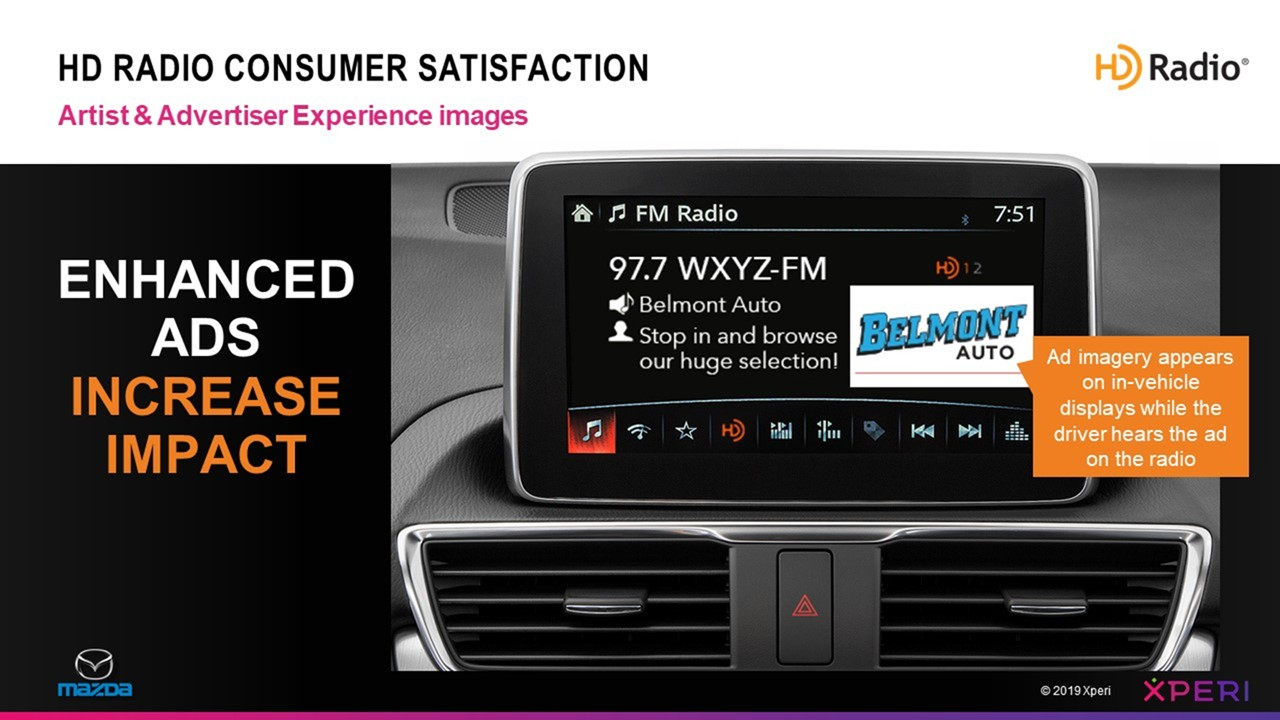 HD RADIO CONSUMER SATISFACTION
Artist & Advertiser Experience images
HD Radio®
ENHANCED
ADS
INCREASE
IMPACT
FM Radio
7:51
97.7 WXYZ-FM
HD 1 2
Belmont Auto
Stop in and browse
our huge selection!
BELMONT
AUTO
HD
Ad imagery appears
on in-vehicle
displays while the
driver hears the ad
on the radio
mazda
© 2019 Xperi
XPERI